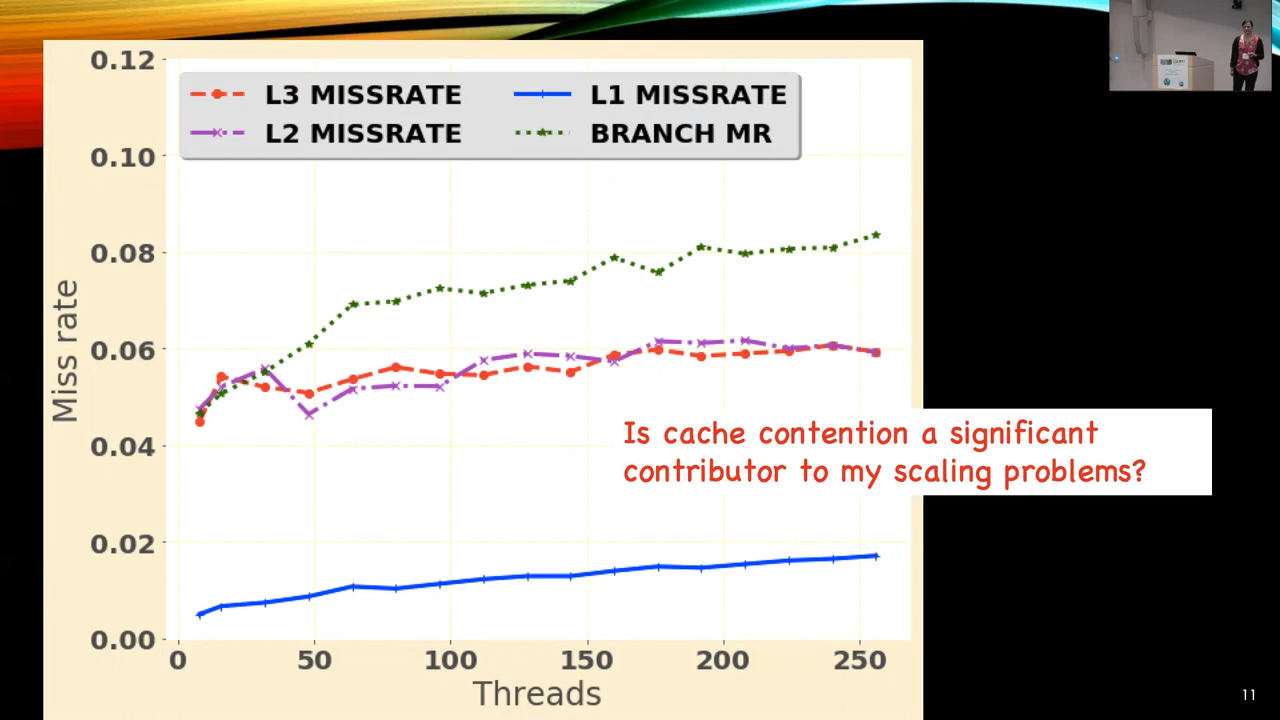 0.12
0.10
0.08
0.06
0.04
0.02
0.00
Miss rate
L3 MISSRATE
L2 MISSRATE
L1 MISSRATE
BRANCH MR
Is cache contention a significant
contributor to my scaling problems?
0 50 100 150 200 250
Threads
11